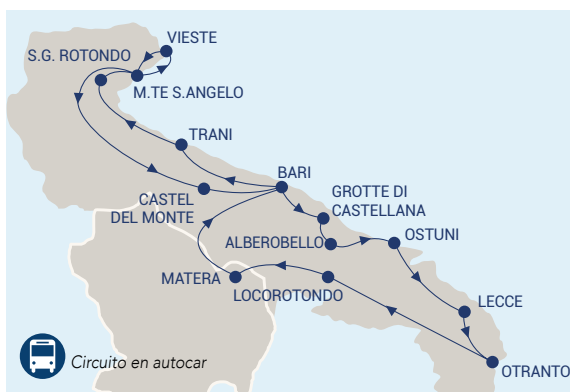 VIESTE
S.G. ROTONDO
M.TE S.ANGELO
TRANI
BARI
CASTEL
DEL MONTE
GROTTE DI
CASTELLANA
ALBEROBELLO
OSTUNI
MATERA
LOCOROTONDO
LECCE
OTRANTO
Circuito en autocar